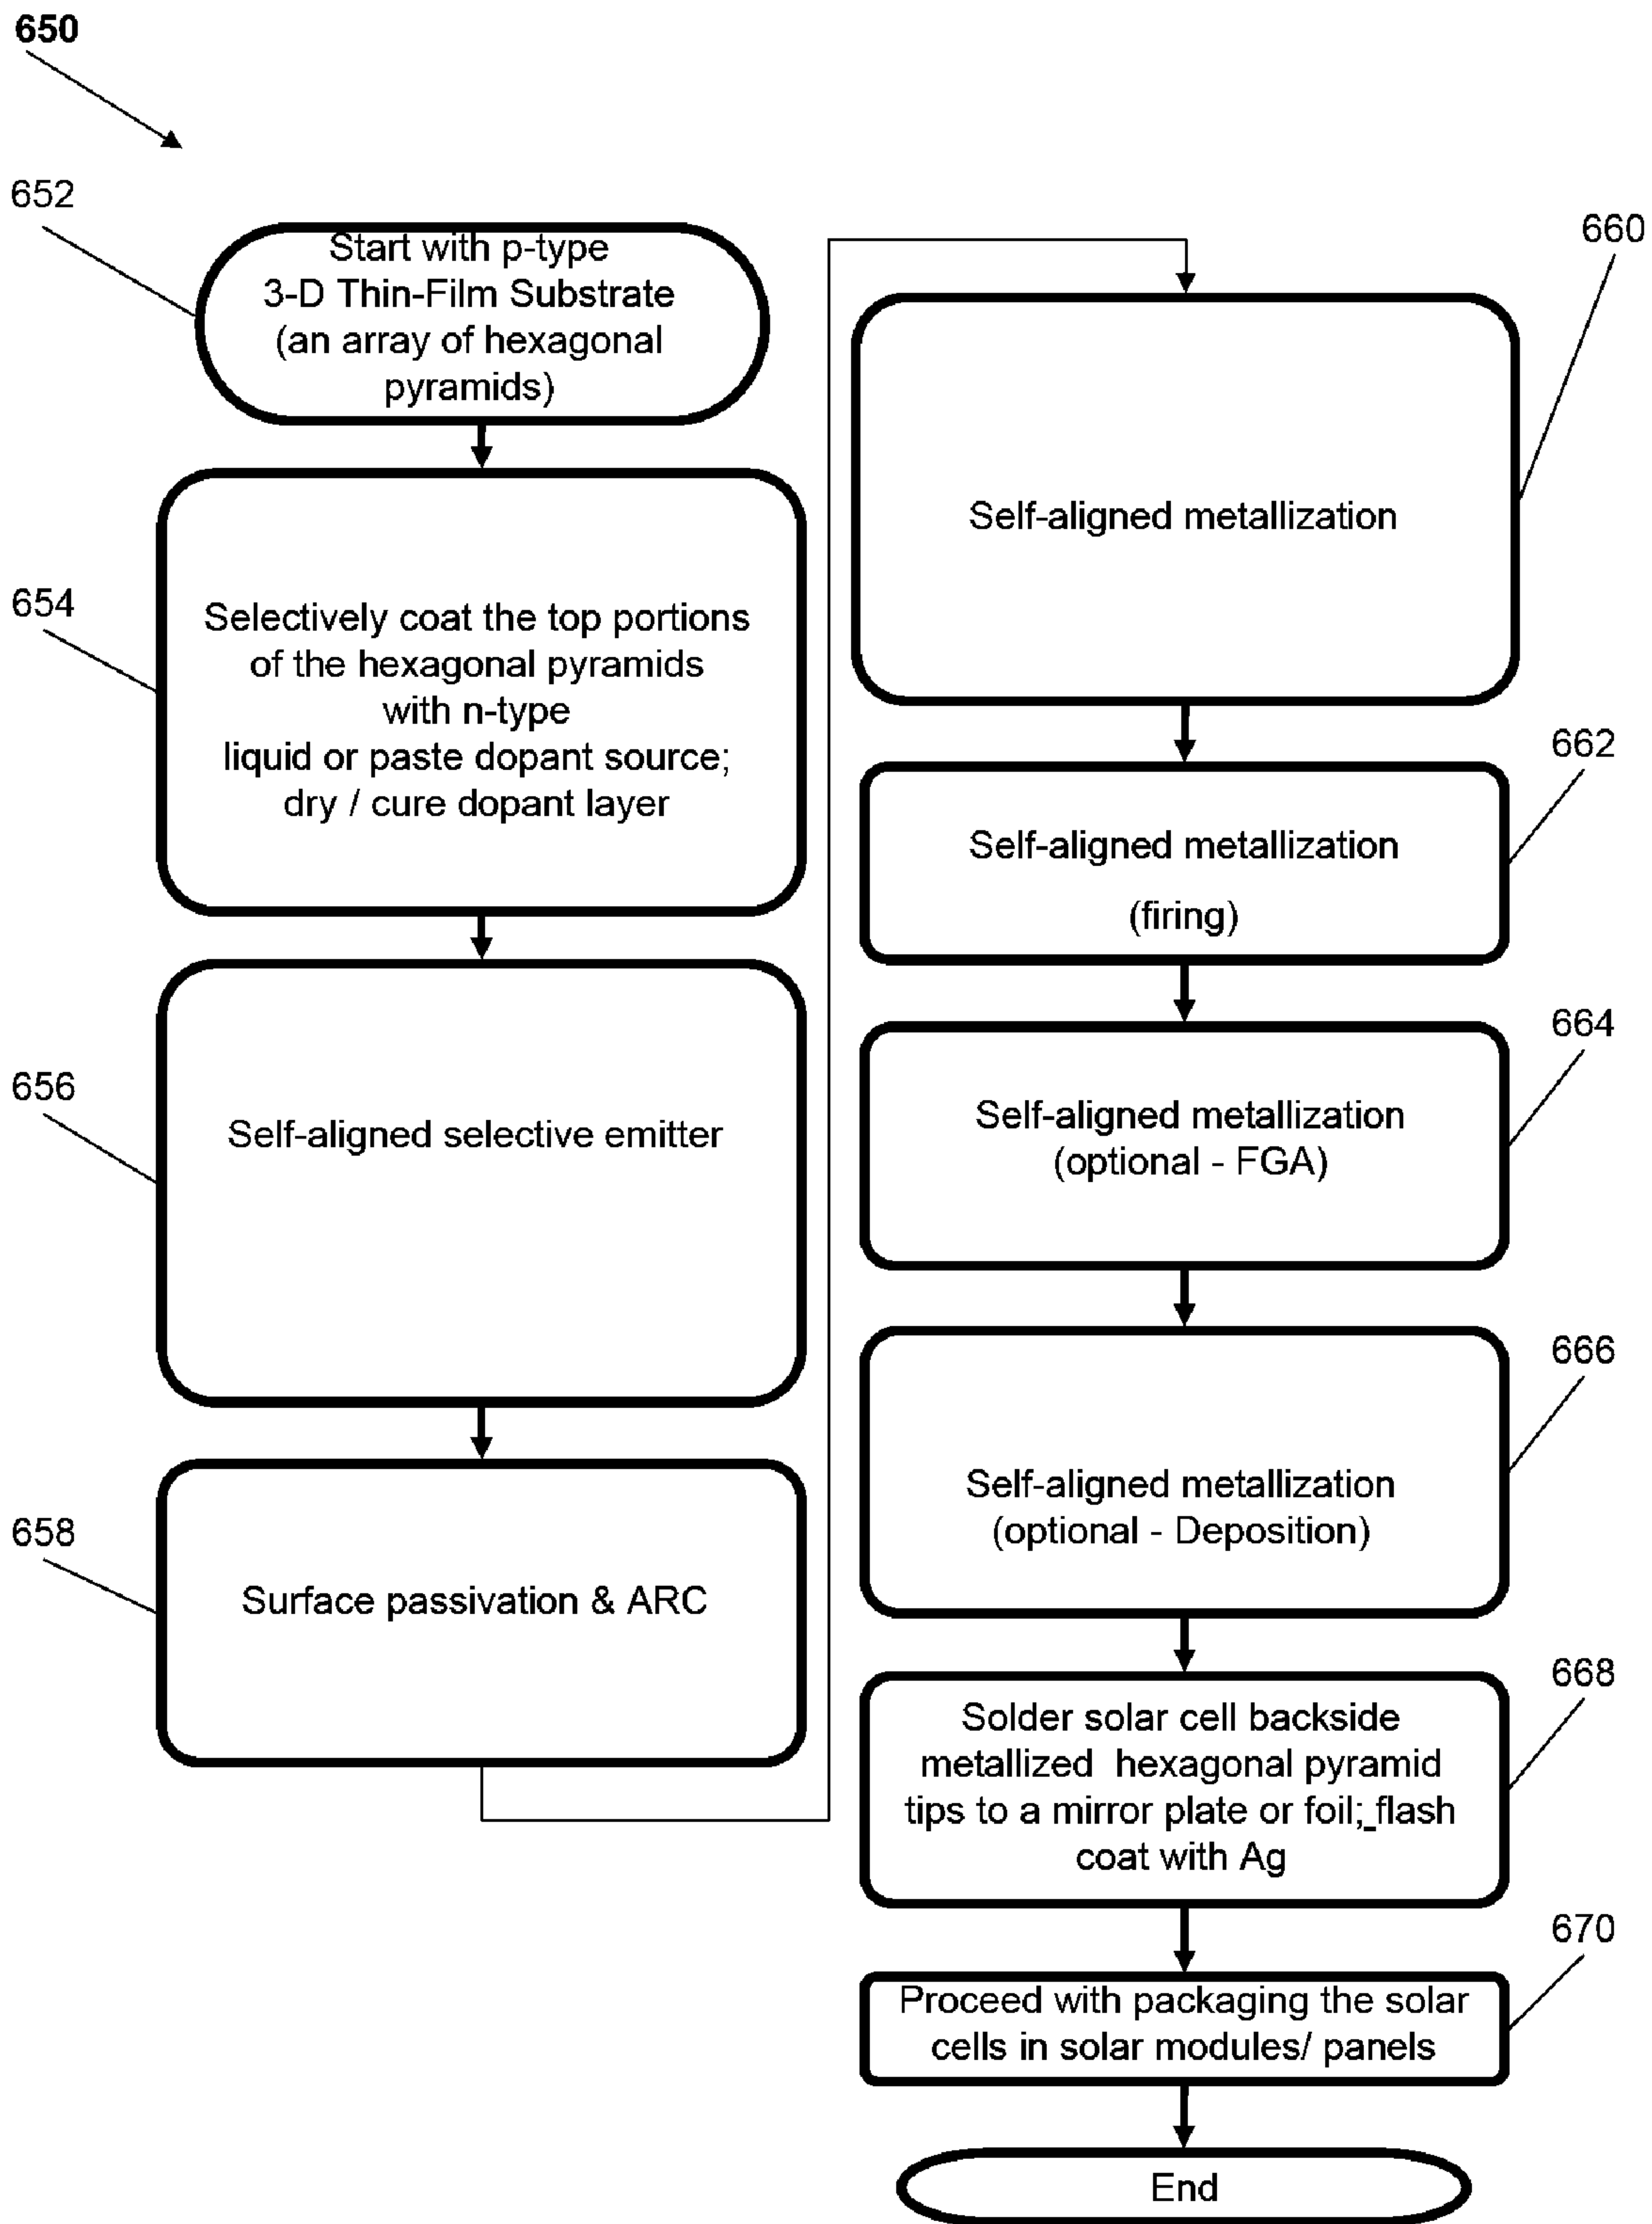 650
652
Start with p-type
3-D Thin-Film Substrate
(an array of hexagonal
pyramids)
654
Selectively coat the top portions
of the hexagonal pyramids
with n-type
liquid or paste dopant source;
dry / cure dopant layer
656
Self-aligned selective emitter
658
Surface passivation & ARC
660
Self-aligned metallization
662
Self-aligned metallization
(firing)
664
Self-aligned metallization
(optional - FGA)
666
Self-aligned metallization
(optional - Deposition)
668
Solder solar cell backside
metallized hexagonal pyramid
tips to a mirror plate or foil; flash
coat with Ag
670
Proceed with packaging the solar
cells in solar modules/ panels
End